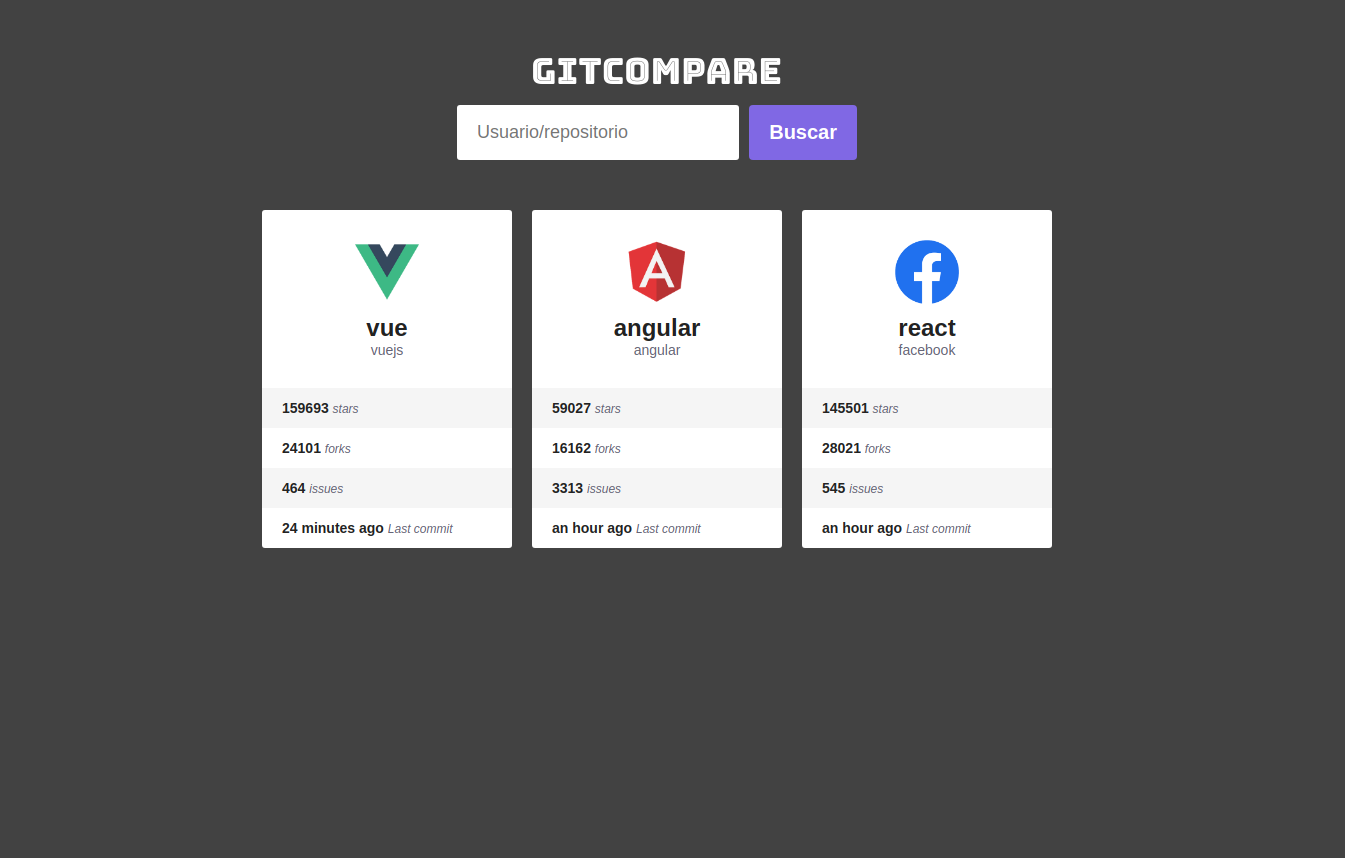 GITCOMPARE
Usuario/repositorio
Buscar
vue
vuejs
159693 stars
24101 forks
464 issues
24 minutes ago Last commit
angular
angular
59027 stars
16162 forks
3313 issues
an hour ago Last commit
react
facebook
145501 stars
28021 forks
545 issues
an hour ago Last commit